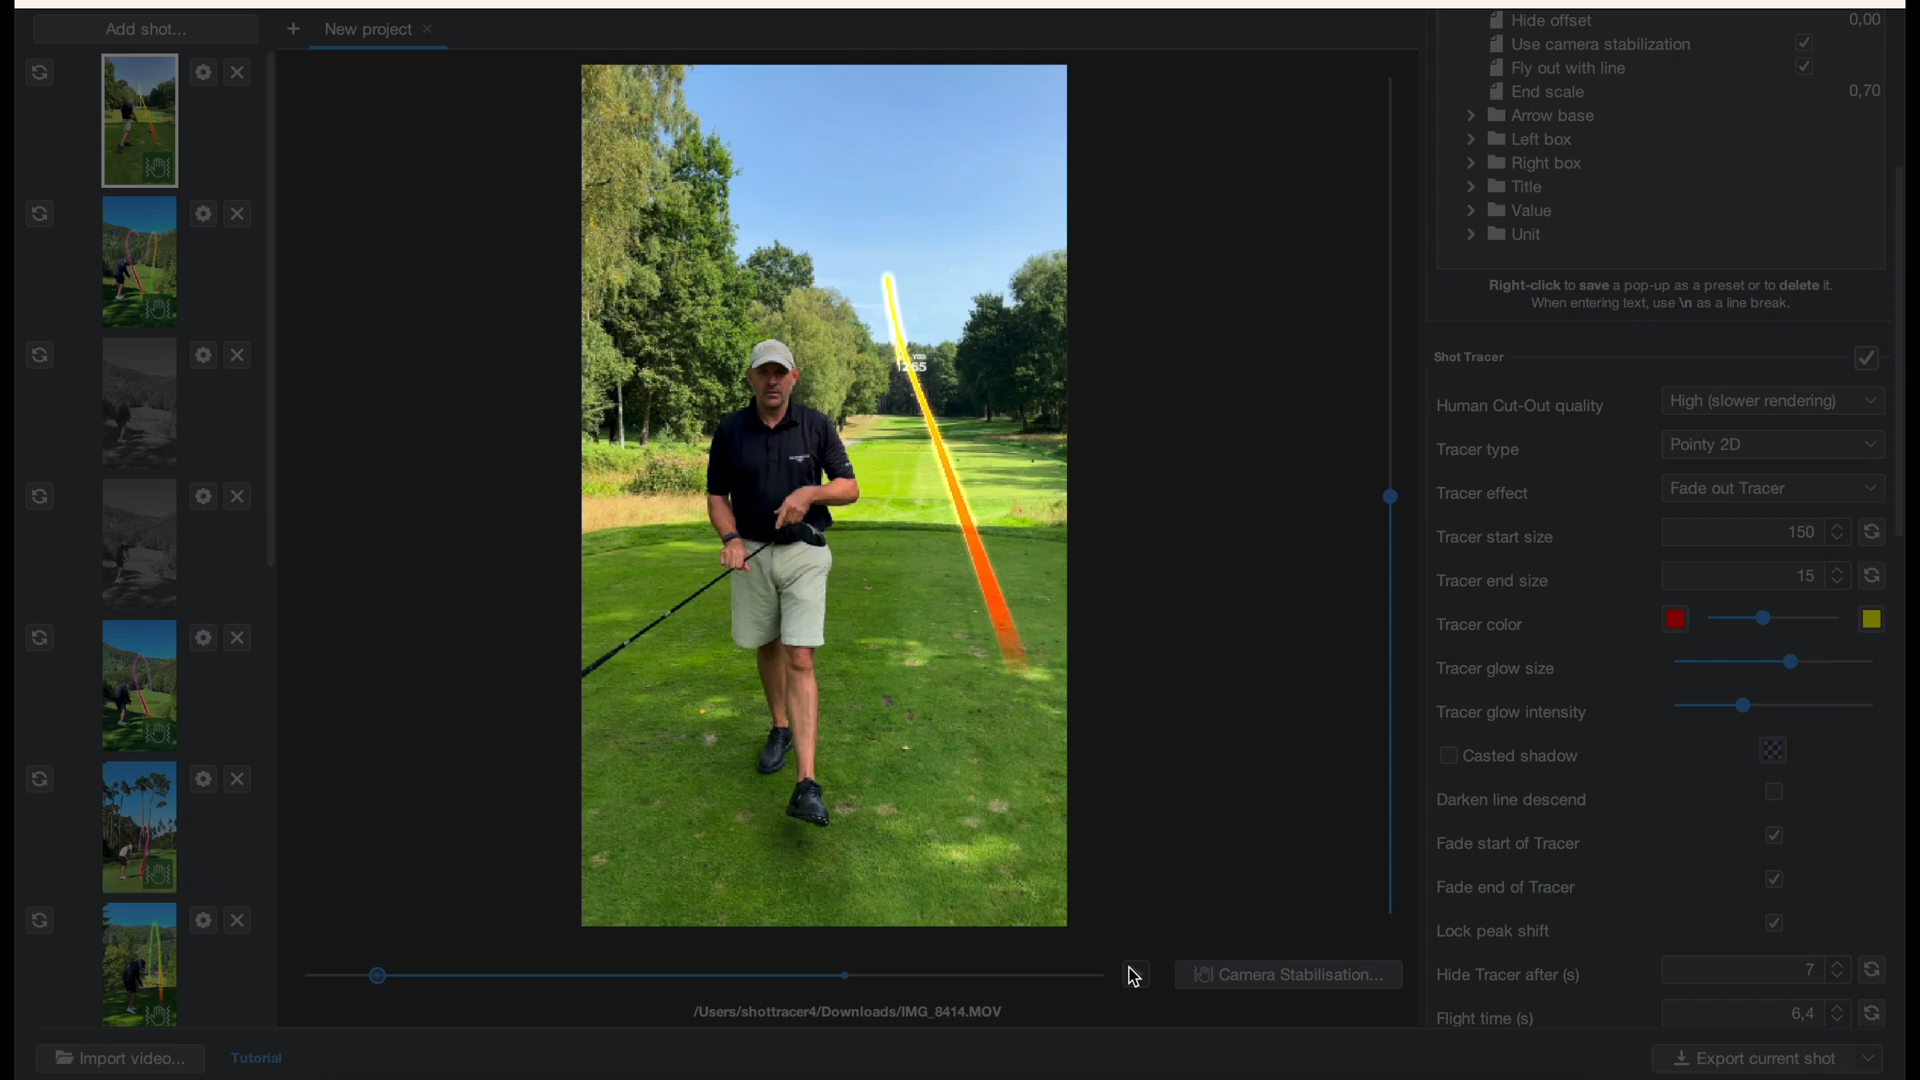 Add shot...
+ New project ×
Hide offset 0,00
Use camera stabilization
Fly out with line
End scale 0,70
Arrow base
Left box
Right box
Title
Value
Unit
Right-click to save a pop-up as a preset or to delete it.
When entering text, use \n as a line break.
Shot Tracer
Human Cut-Out quality High (slower rendering)
Tracer type Pointy 2D
Tracer effect Fade out Tracer
Tracer start size 150
Tracer end size 15
Tracer color
Tracer glow size
Tracer glow intensity
Casted shadow
Darken line descend
Fade start of Tracer
Fade end of Tracer
Lock peak shift
Hide Tracer after (s) 7
Flight time (s) 6,4
Camera Stabilisation...
/Users/shottracer4/Downloads/IMG_8414.MOV
Import video... Tutorial
Export current shot